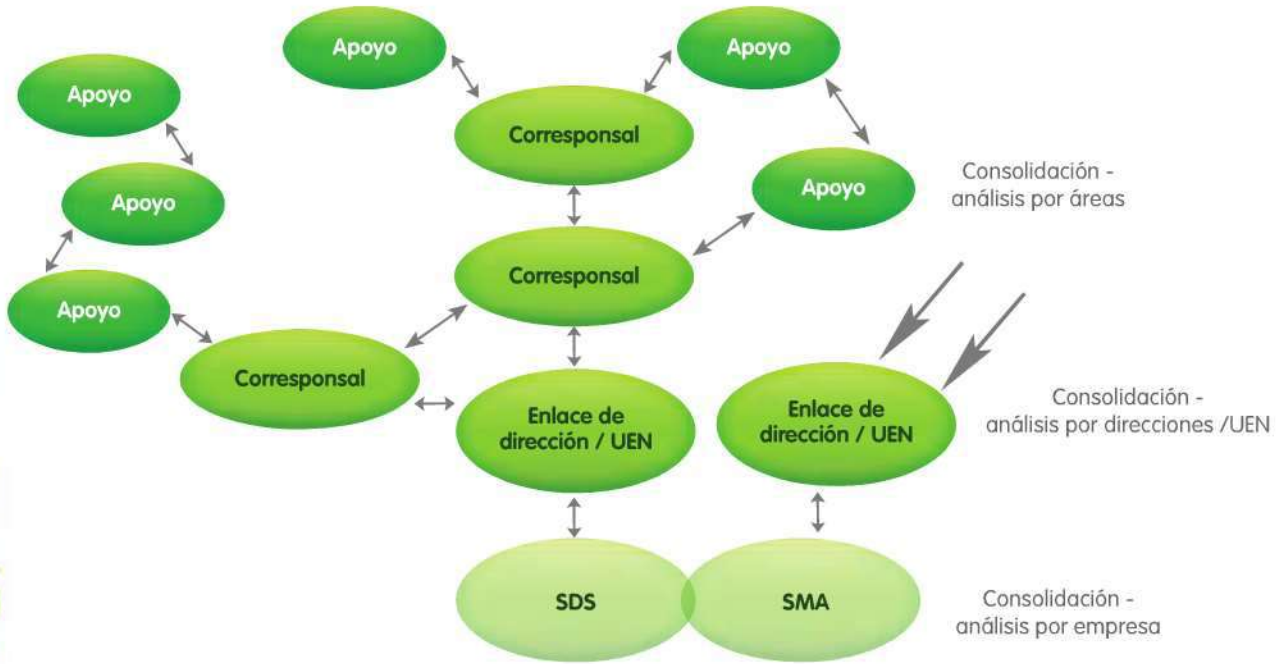 Apoyo
Apoyo
Apoyo
Corresponsal
Apoyo
Apoyo
Consolidación -
análisis por áreas
Corresponsal
Apoyo
Corresponsal
Enlace de
dirección / UEN
Enlace de
dirección / UEN
Consolidación -
análisis por direcciones /UEN
SDS
SMA
Consolidación -
análisis por empresa